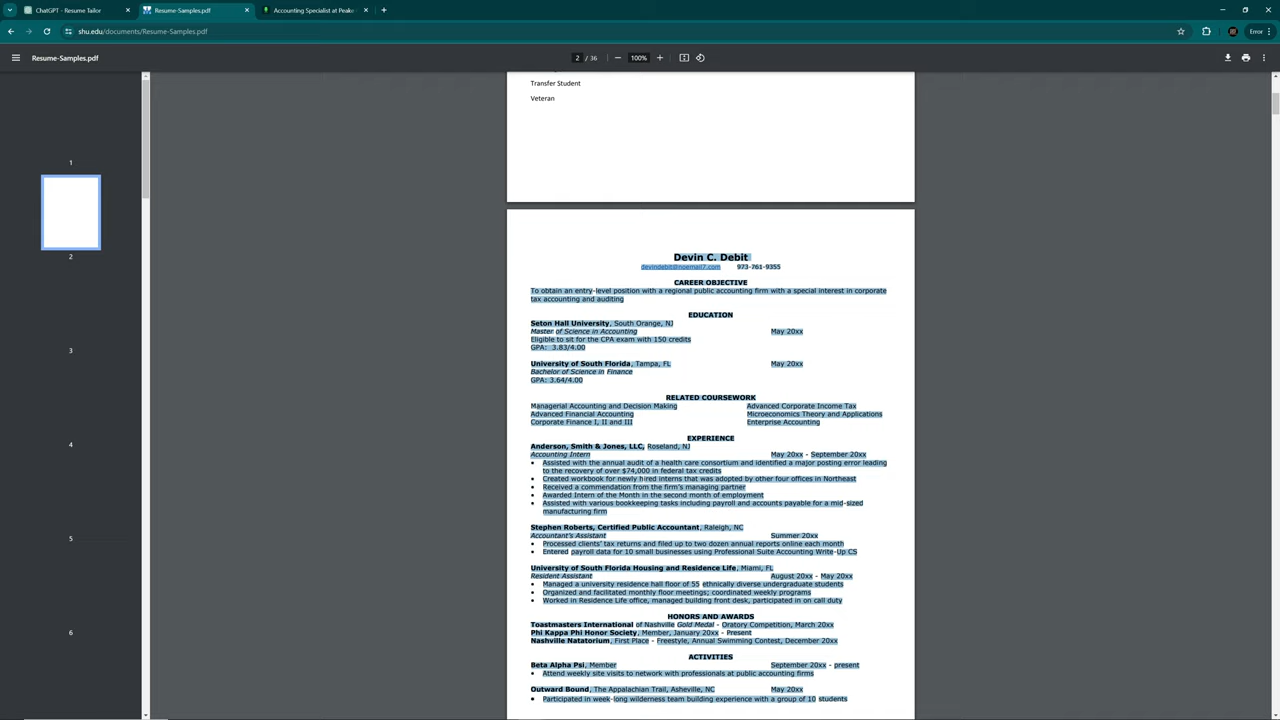 ChatGPT - Resume Tailor
Resume-Samples.pdf
Accounting Specialist at Peake
shu.edu/documents/Resume-Samples.pdf
Error
Resume-Samples.pdf
2 / 36
100%
Transfer Student
Veteran
1
2
3
4
5
6
Devin C. Debit
devindebit@noemail7.com 973-761-9355
CAREER OBJECTIVE
To obtain an entry-level position with a regional public accounting firm with a special interest in corporate
tax accounting and auditing
EDUCATION
Seton Hall University, South Orange, NJ
Master of Science in Accounting May 20xx
Eligible to sit for the CPA exam with 150 credits
GPA: 3.83/4.00
University of South Florida, Tampa, FL May 20xx
Bachelor of Science in Finance
GPA: 3.64/4.00
RELATED COURSEWORK
Managerial Accounting and Decision Making Advanced Corporate Income Tax
Advanced Financial Accounting Microeconomics Theory and Applications
Corporate Finance I, II and III Enterprise Accounting
EXPERIENCE
Anderson, Smith & Jones, LLC, Roseland, NJ
Accounting Intern May 20xx - September 20xx
• Assisted with the annual audit of a health care consortium and identified a major posting error leading
to the recovery of over $74,000 in federal tax credits
• Created workbook for newly hired interns that was adopted by other four offices in Northeast
• Received a commendation from the firm's managing partner
• Awarded Intern of the Month in the second month of employment
• Assisted with various bookkeeping tasks including payroll and accounts payable for a mid-sized
manufacturing firm
Stephen Roberts, Certified Public Accountant, Raleigh, NC
Accountant's Assistant Summer 20xx
• Processed clients' tax returns and filed up to two dozen annual reports online each month
• Entered payroll data for 10 small businesses using Professional Suite Accounting Write-Up CS
University of South Florida Housing and Residence Life, Miami, FL
Resident Assistant August 20xx - May 20xx
• Managed a university residence hall floor of 55 ethnically diverse undergraduate students
• Organized and facilitated monthly floor meetings; coordinated weekly programs
• Worked in Residence Life office, managed building front desk, participated in on call duty
HONORS AND AWARDS
Toastmasters International of Nashville Gold Medal - Oratory Competition, March 20xx
Phi Kappa Phi Honor Society, Member, January 20xx - Present
Nashville Natatorium, First Place - Freestyle, Annual Swimming Contest, December 20xx
ACTIVITIES
Beta Alpha Psi, Member September 20xx - present
• Attend weekly site visits to network with professionals at public accounting firms
Outward Bound, The Appalachian Trail, Asheville, NC May 20xx
• Participated in week-long wilderness team building experience with a group of 10 students